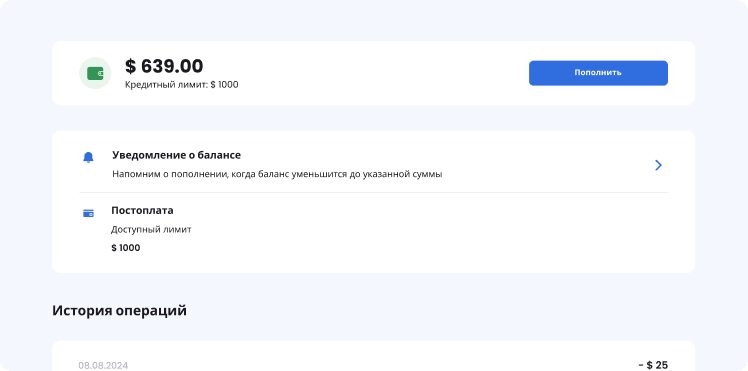 $ 639.00
Кредитный лимит: $ 1000
Пополнить
Уведомление о балансе
Напомним о пополнении, когда баланс уменьшится до указанной суммы
Постоплата
Доступный лимит
$ 1000
История операций
08.08.2024
− $ 25